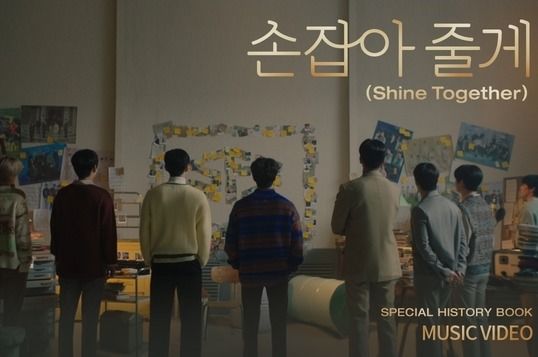 손잡아 줄게
(Shine Together)
SPECIAL HISTORY BOOK
MUSIC VIDEO